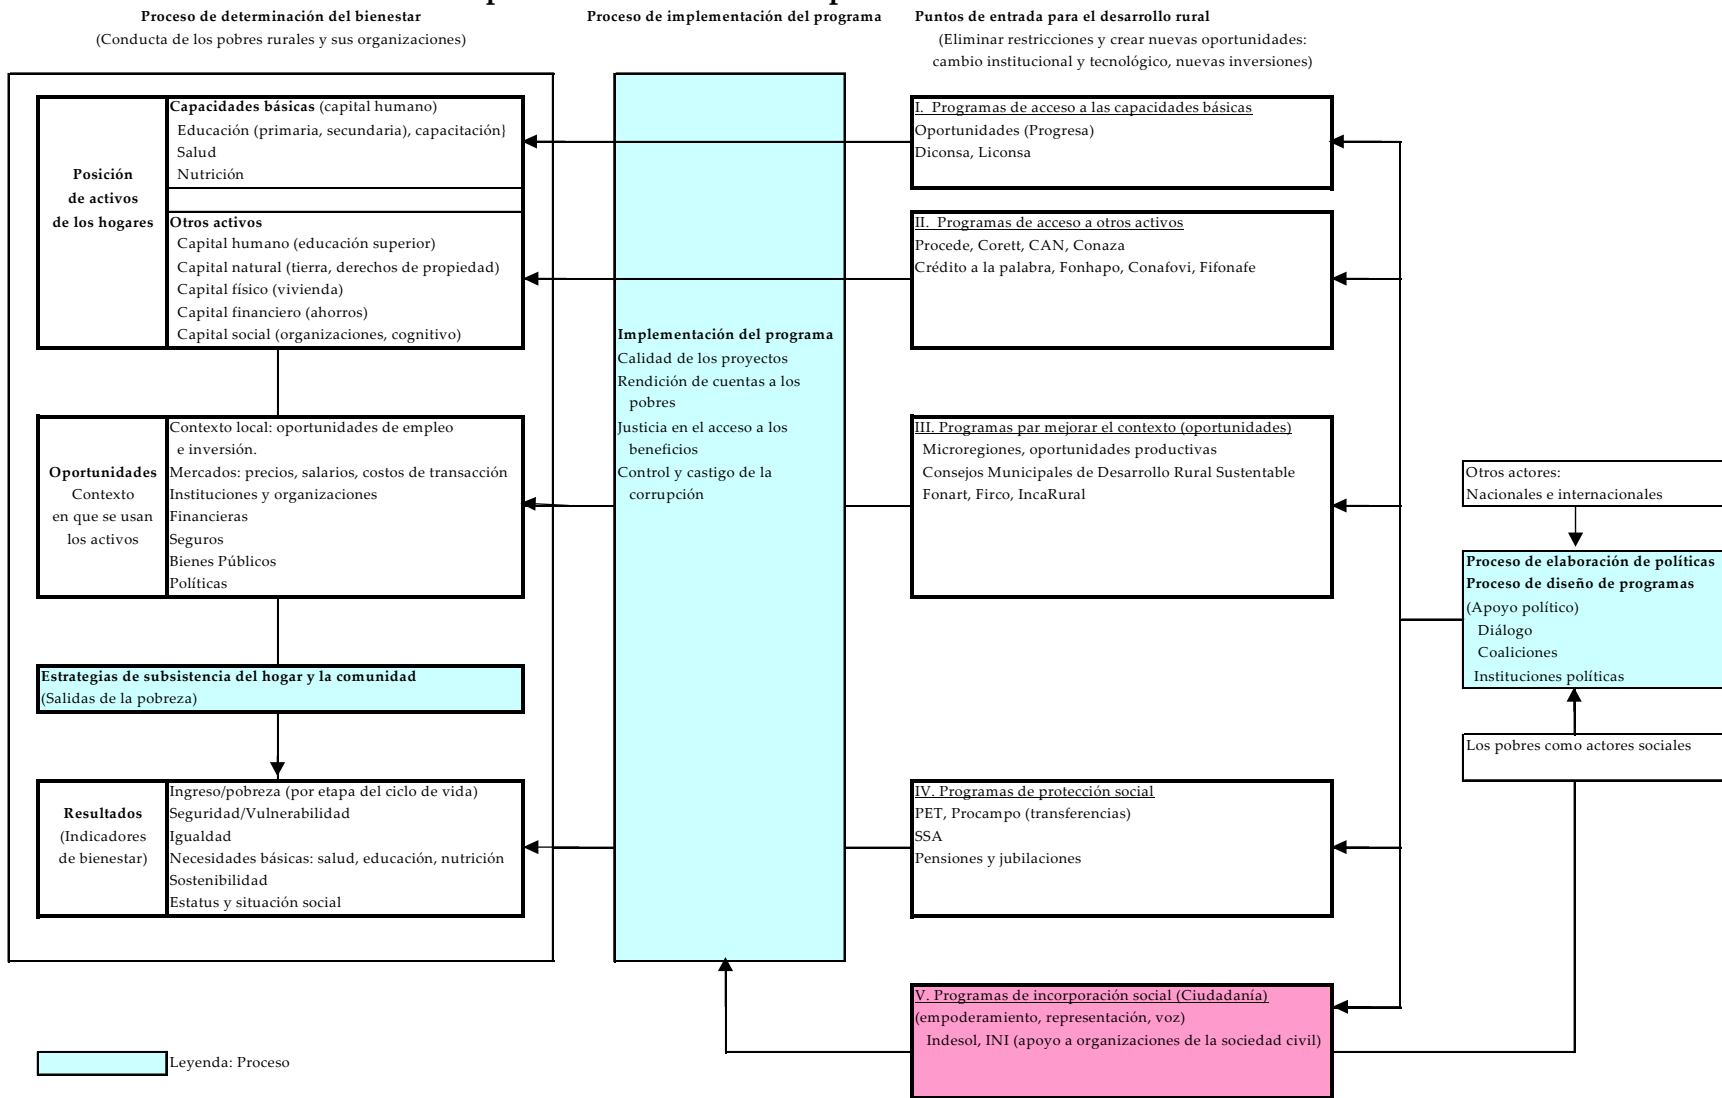 Proceso de determinación del bienestar
(Conducta de los pobres rurales y sus organizaciones)
Proceso de implementación del programa
Puntos de entrada para el desarrollo rural
(Eliminar restricciones y crear nuevas oportunidades:
cambio institucional y tecnológico, nuevas inversiones)
Posición
de activos
de los hogares
Capacidades básicas (capital humano)
Educación (primaria, secundaria), capacitación}
Salud
Nutrición
Otros activos
Capital humano (educación superior)
Capital natural (tierra, derechos de propiedad)
Capital físico (vivienda)
Capital financiero (ahorros)
Capital social (organizaciones, cognitivo)
Oportunidades
Contexto
en que se usan
los activos
Contexto local: oportunidades de empleo
e inversión.
Mercados: precios, salarios, costos de transacción
Instituciones y organizaciones
Financieras
Seguros
Bienes Públicos
Políticas
Estrategias de subsistencia del hogar y la comunidad
(Salidas de la pobreza)
Resultados
(Indicadores
de bienestar)
Ingreso/pobreza (por etapa del ciclo de vida)
Seguridad/Vulnerabilidad
Igualdad
Necesidades básicas: salud, educación, nutrición
Sostenibilidad
Estatus y situación social
Implementación del programa
Calidad de los proyectos
Rendición de cuentas a los
pobres
Justicia en el acceso a los
beneficios
Control y castigo de la
corrupción
I. Programas de acceso a las capacidades básicas
Oportunidades (Progresa)
Diconsa, Liconsa
II. Programas de acceso a otros activos
Procede, Corett, CAN, Conaza
Crédito a la palabra, Fonhapo, Conafovi, Fifonafe
III. Programas par mejorar el contexto (oportunidades)
Microregiones, oportunidades productivas
Consejos Municipales de Desarrollo Rural Sustentable
Fonart, Firco, IncaRural
IV. Programas de protección social
PET, Procampo (transferencias)
SSA
Pensiones y jubilaciones
V. Programas de incorporación social (Ciudadanía)
(empoderamiento, representación, voz)
Indesol, INI (apoyo a organizaciones de la sociedad civil)
Otros actores:
Nacionales e internacionales
Proceso de elaboración de políticas
Proceso de diseño de programas
(Apoyo político)
Diálogo
Coaliciones
Instituciones políticas
Los pobres como actores sociales
Leyenda: Proceso